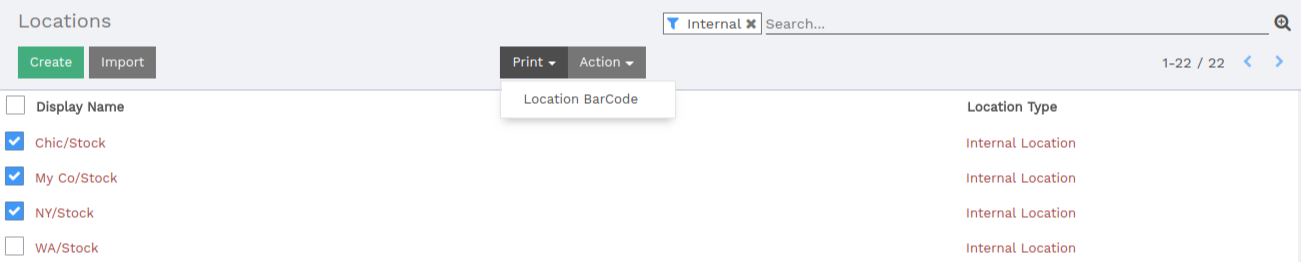 Locations
Internal Search...
Create Import Print Action 1-22 / 22
Location BarCode
Display Name Location Type
Chic/Stock Internal Location
My Co/Stock Internal Location
NY/Stock Internal Location
WA/Stock Internal Location